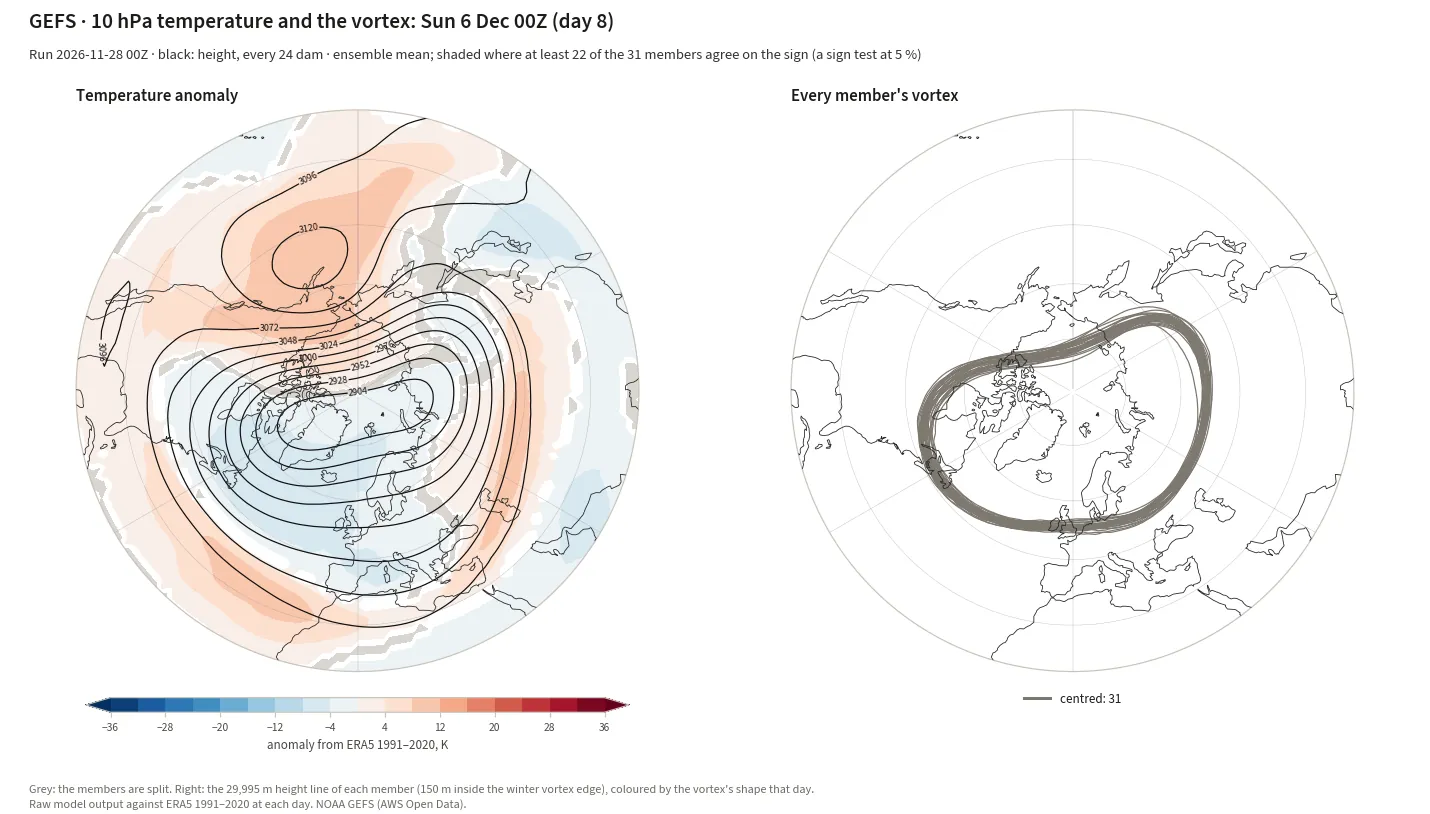 GEFS · 10 hPa temperature and the vortex: Sun 6 Dec 00Z (day 8)
Run 2026-11-28 00Z · black: height, every 24 dam · ensemble mean; shaded where at least 22 of the 31 members agree on the sign (a sign test at 5 %)
Temperature anomaly
Every member's vortex
3096
3120
3072
3048
3024
3000
2976
2952
2928
2904
−36 −28 −20 −12 −4 4 12 20 28 36
anomaly from ERA5 1991–2020, K
centred: 31
Grey: the members are split. Right: the 29,995 m height line of each member (150 m inside the winter vortex edge), coloured by the vortex's shape that day.
Raw model output against ERA5 1991–2020 at each day. NOAA GEFS (AWS Open Data).